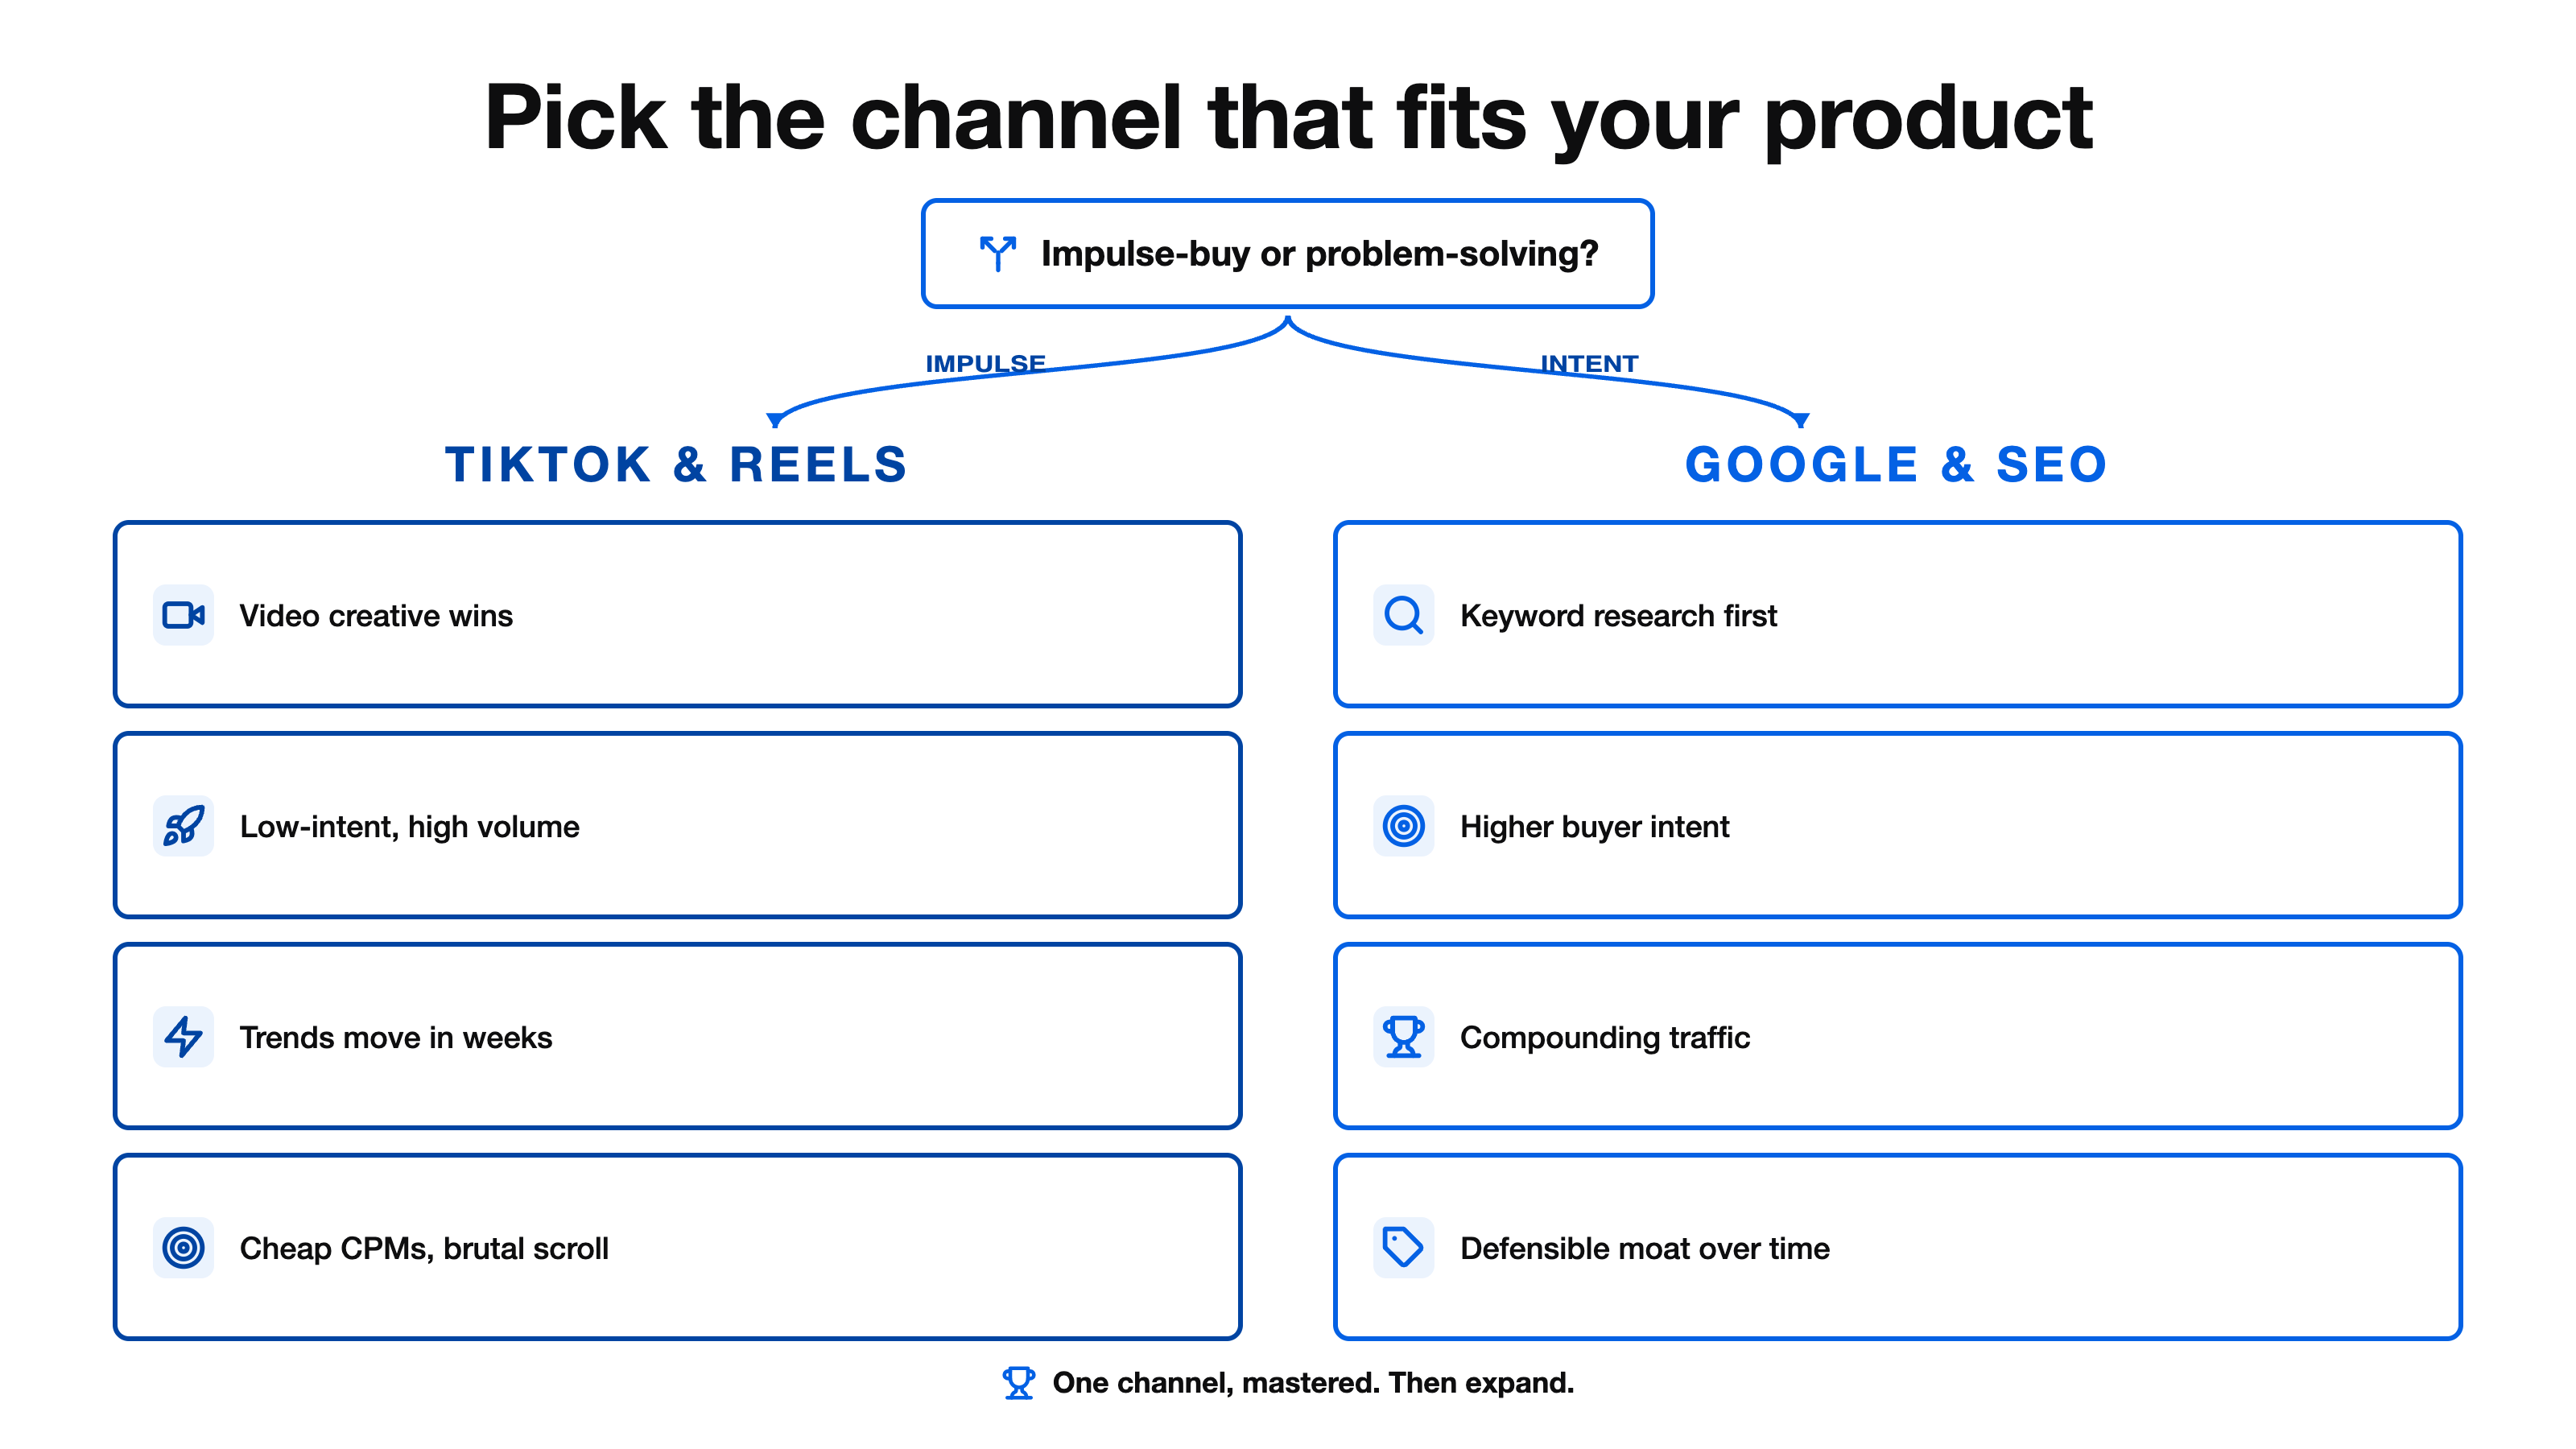 Pick the channel that fits your product
Impulse-buy or problem-solving?
IMPULSE
INTENT
TIKTOK & REELS
Video creative wins
Low-intent, high volume
Trends move in weeks
Cheap CPMs, brutal scroll
GOOGLE & SEO
Keyword research first
Higher buyer intent
Compounding traffic
Defensible moat over time
One channel, mastered. Then expand.